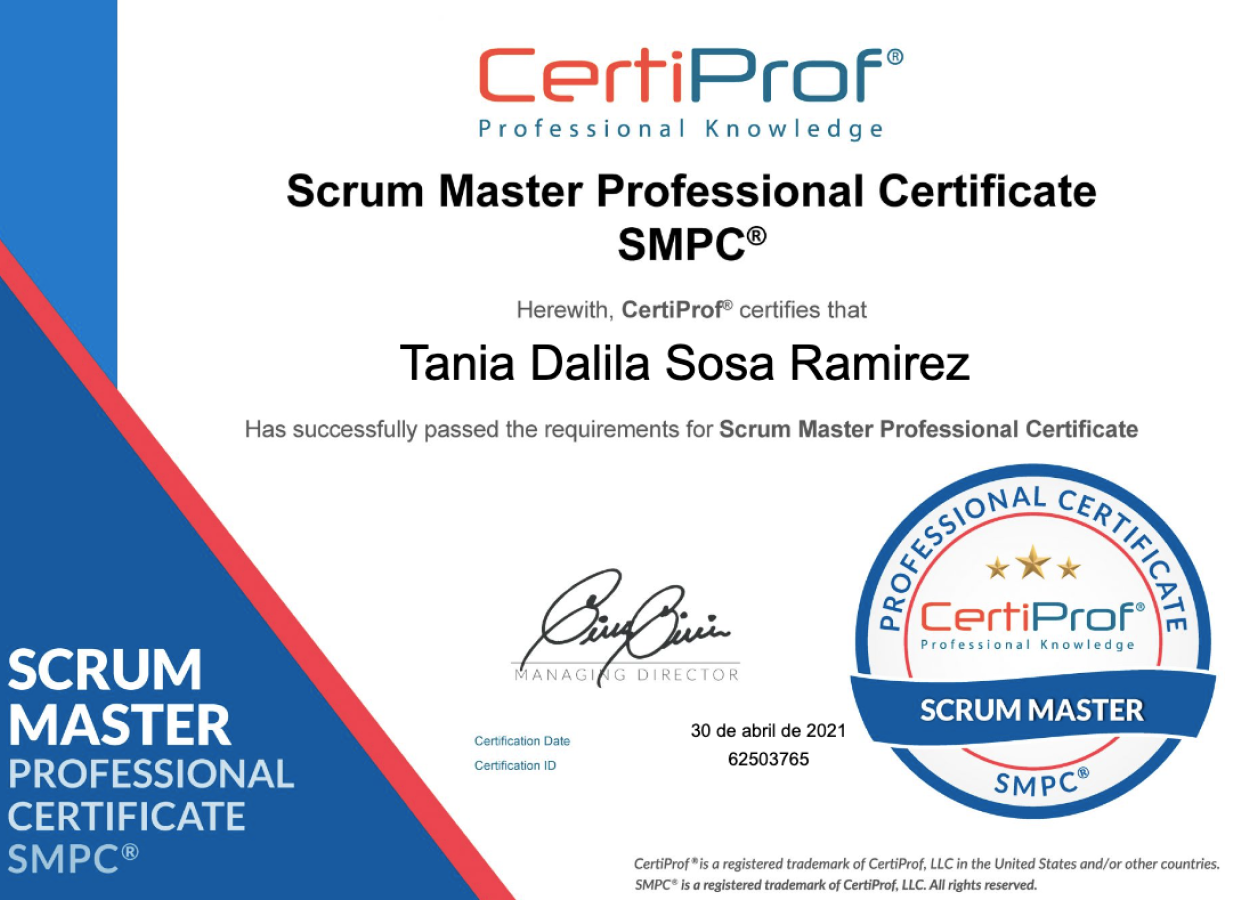 CertiProf®
Professional Knowledge
Scrum Master Professional Certificate
SMPC®
Herewith, CertiProf® certifies that
Tania Dalila Sosa Ramirez
Has successfully passed the requirements for Scrum Master Professional Certificate
MANAGING DIRECTOR
Certification Date 30 de abril de 2021
Certification ID 62503765
PROFESSIONAL CERTIFICATE
CertiProf®
Professional Knowledge
SCRUM MASTER
SMPC®
SCRUM
MASTER
PROFESSIONAL
CERTIFICATE
SMPC®
CertiProf® is a registered trademark of CertiProf, LLC in the United States and/or other countries.
SMPC® is a registered trademark of CertiProf, LLC. All rights reserved.